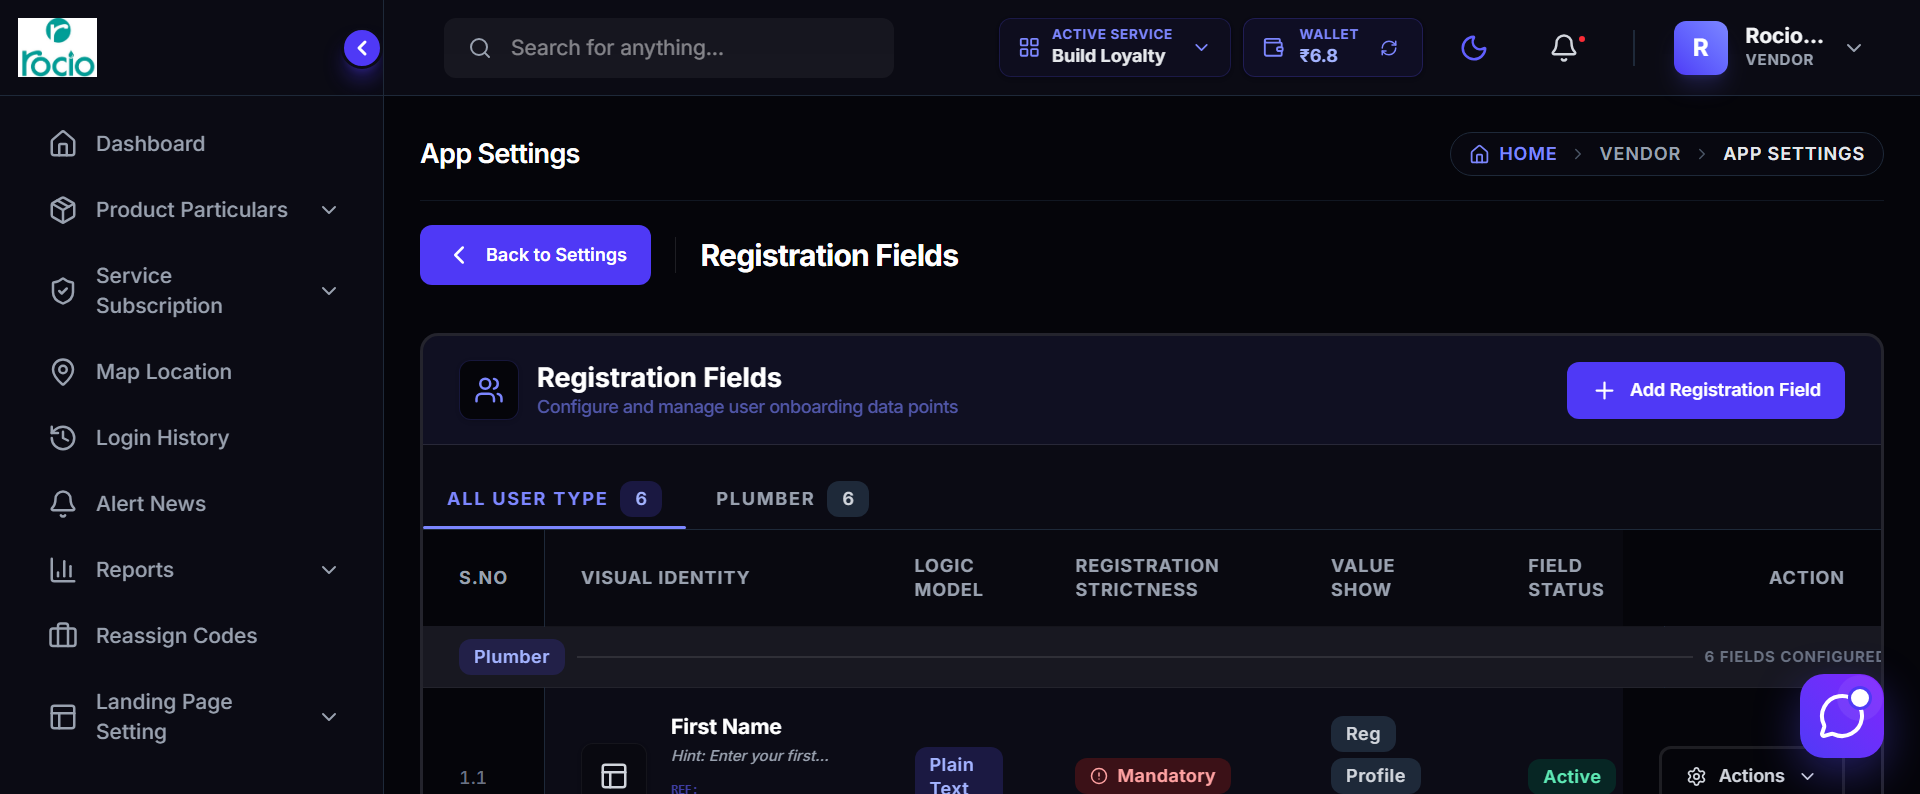 rocio
Search for anything...
ACTIVE SERVICE
Build Loyalty
WALLET
₹6.8
R
Rocio...
VENDOR
Dashboard
Product Particulars
Service
Subscription
Map Location
Login History
Alert News
Reports
Reassign Codes
Landing Page
Setting
App Settings
HOME > VENDOR > APP SETTINGS
Back to Settings
Registration Fields
Registration Fields
Configure and manage user onboarding data points
Add Registration Field
ALL USER TYPE 6 PLUMBER 6
S.NO VISUAL IDENTITY LOGIC MODEL REGISTRATION STRICTNESS VALUE SHOW FIELD STATUS ACTION
Plumber 6 FIELDS CONFIGURED
1.1
First Name
Hint: Enter your first...
REF:
Plain
Text
Mandatory
Reg
Profile
Active
Actions